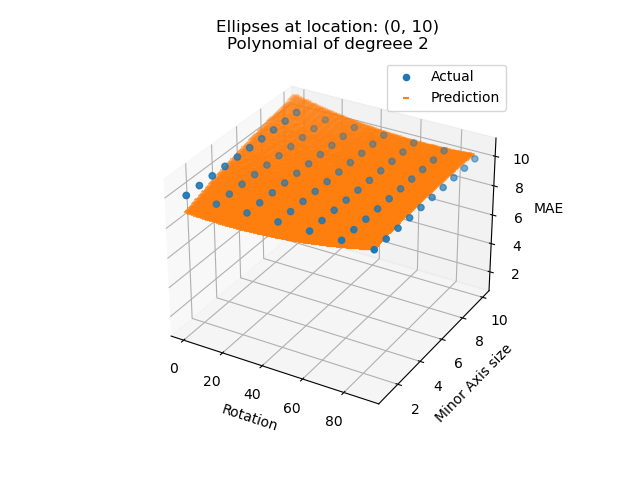 Ellipses at location: (0, 10)
Polynomial of degreee 2
Actual
Prediction
10
8
6
4
2
MAE
10
8
6
4
2
Minor Axis size
0
20
40
60
80
Rotation